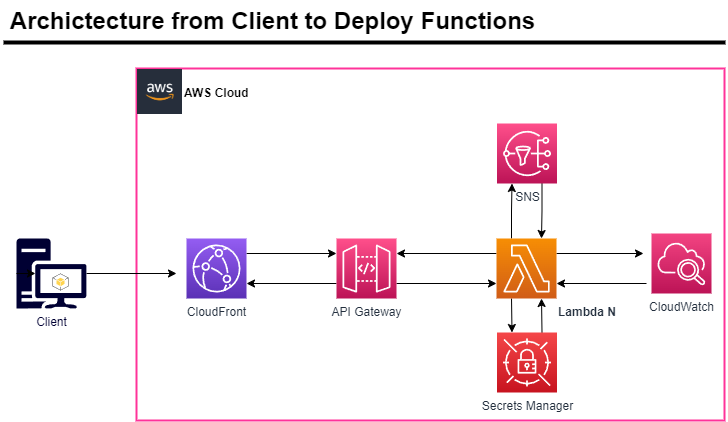 Archictecture from Client to Deploy Functions
aws
AWS Cloud
SNS
Client
CloudFront
API Gateway
Lambda N
CloudWatch
Secrets Manager